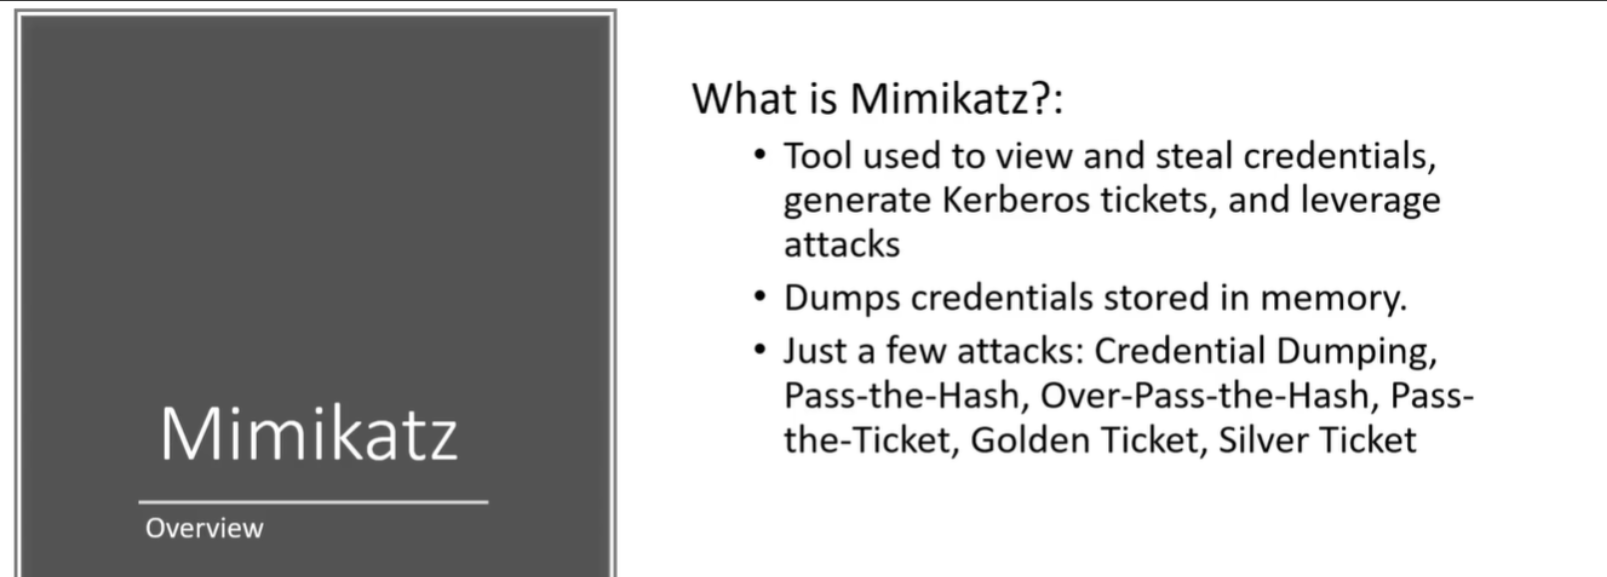 Mimikatz
Overview
What is Mimikatz?:
• Tool used to view and steal credentials,
generate Kerberos tickets, and leverage
attacks
• Dumps credentials stored in memory.
• Just a few attacks: Credential Dumping,
Pass-the-Hash, Over-Pass-the-Hash, Pass-
the-Ticket, Golden Ticket, Silver Ticket